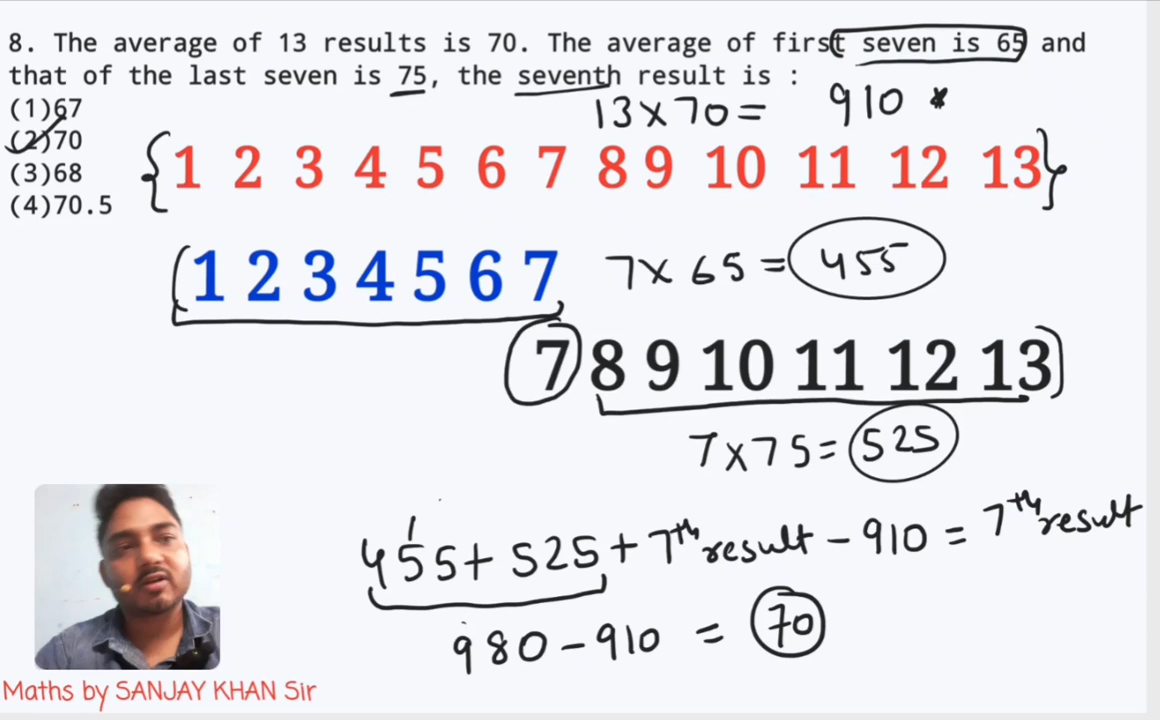 8. The average of 13 results is 70. The average of first seven is 65 and
that of the last seven is 75, the seventh result is :
(1)67
(2)70
(3)68
(4)70.5
13×70= 910 *
{1 2 3 4 5 6 7 8 9 10 11 12 13}
(1 2 3 4 5 6 7
7 × 65 = 455
7 8 9 10 11 12 13)
7×75= 525
455+ 525 + 7th result - 910 = 7th result
980-910 = 70
Maths by SANJAY KHAN Sir